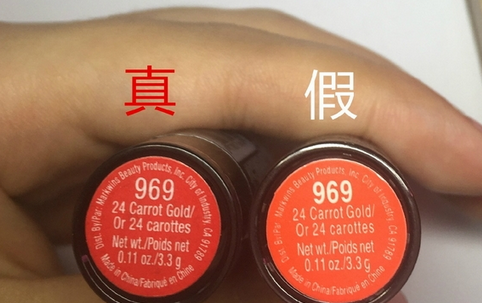 真
假
Dist. By/Par: Markwins Beauty Products, Inc. City of Industry CA 91789
969
24 Carrot Gold/
Or 24 carottes
Net wt./Poids net
0.11 oz./3.3 g
Made in China/Fabriqué en Chine
Dist. By/Par: Markwins Beauty Products, Inc. City of Industry CA 91789
969
24 Carrot Gold/
Or 24 carottes
Net wt./Poids net
0.11 oz./3.3 g
Made in China/Fabriqué en Chine